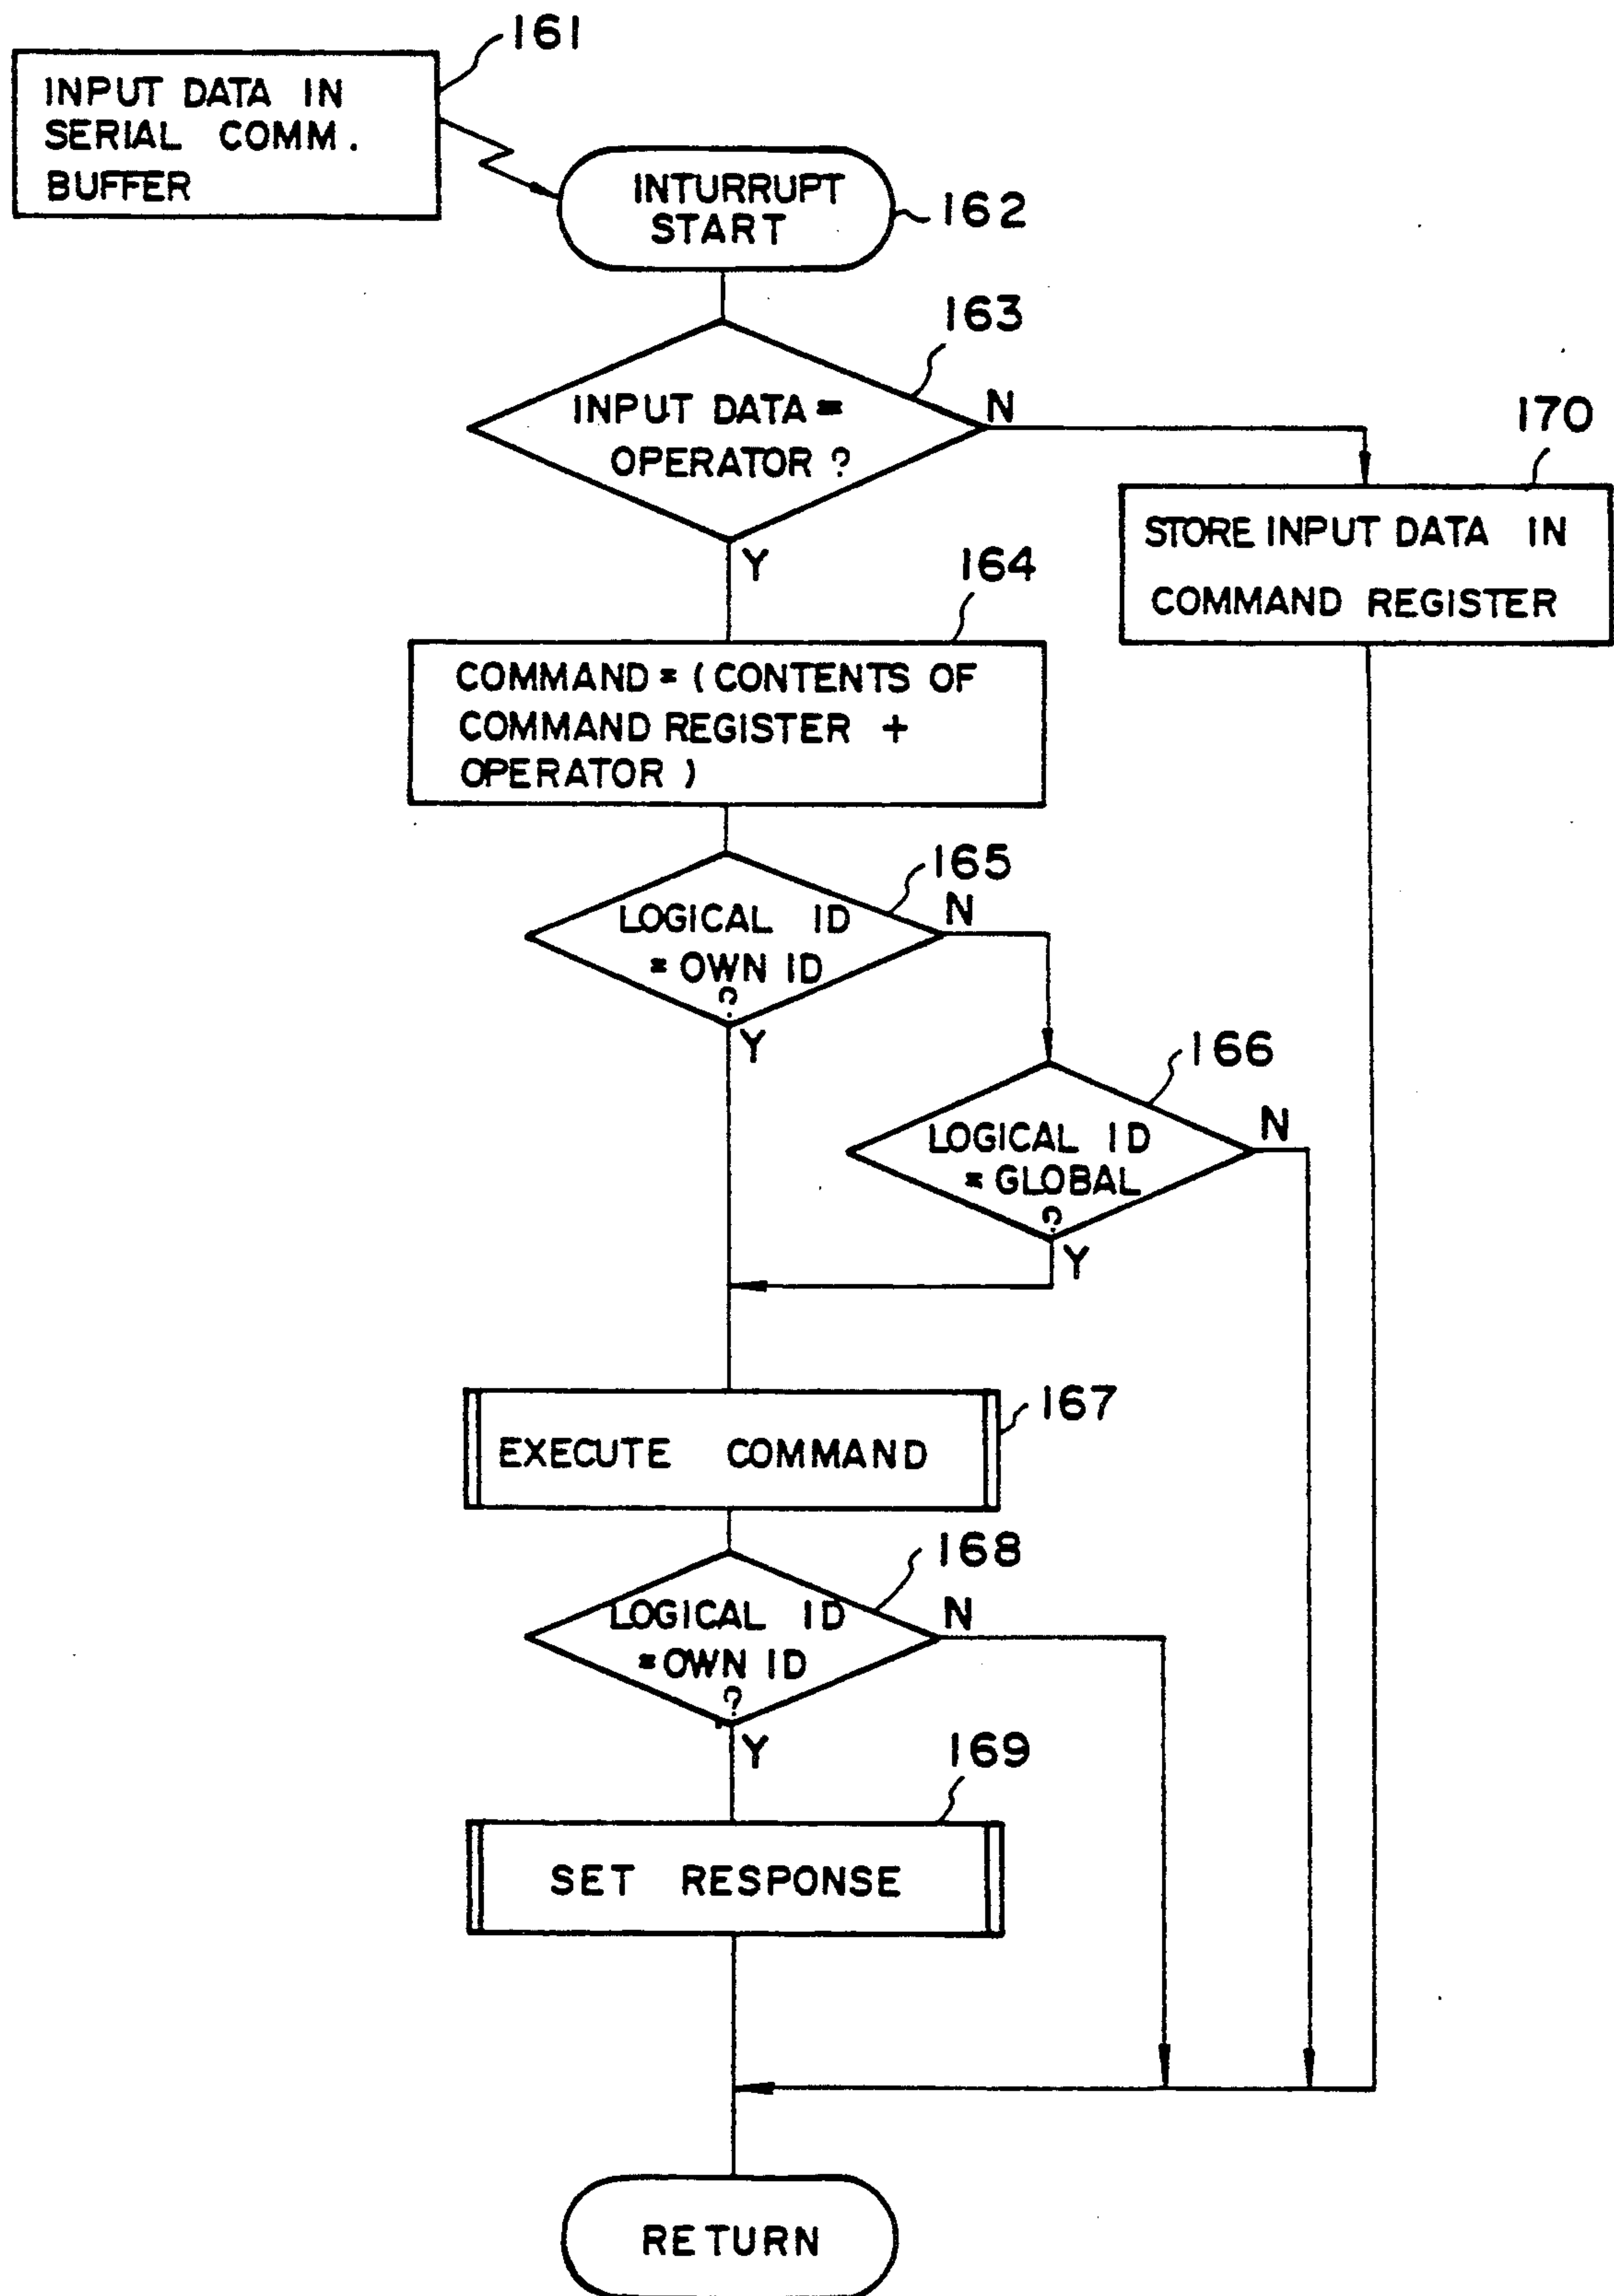 161
INPUT DATA IN
SERIAL COMM.
BUFFER
INTURRUPT
START
162
163
INPUT DATA =
OPERATOR ?
N
Y
170
STORE INPUT DATA IN
COMMAND REGISTER
164
COMMAND = ( CONTENTS OF
COMMAND REGISTER +
OPERATOR )
165
LOGICAL ID
= OWN ID
?
N
Y
166
LOGICAL ID
= GLOBAL
?
N
Y
167
EXECUTE COMMAND
168
LOGICAL ID
= OWN ID
?
N
Y
169
SET RESPONSE
RETURN